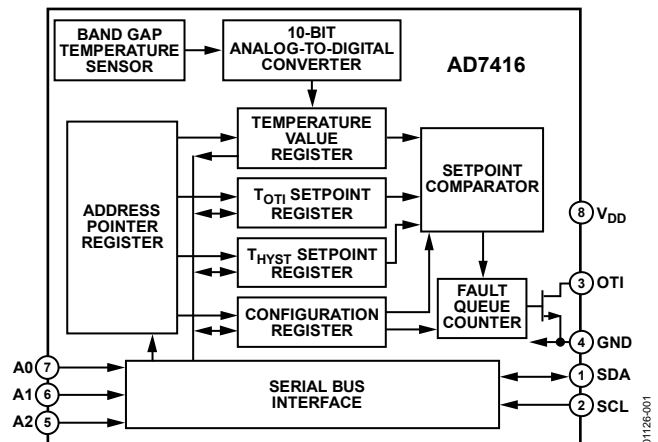 BAND GAP
TEMPERATURE
SENSOR
10-BIT
ANALOG-TO-DIGITAL
CONVERTER
AD7416
TEMPERATURE
VALUE
REGISTER
SETPOINT
COMPARATOR
ADDRESS
POINTER
REGISTER
TOTI SETPOINT
REGISTER
THYST SETPOINT
REGISTER
CONFIGURATION
REGISTER
FAULT
QUEUE
COUNTER
8 VDD
3 OTI
4 GND
1 SDA
2 SCL
A0 7
A1 6
A2 5
SERIAL BUS
INTERFACE
01126-001